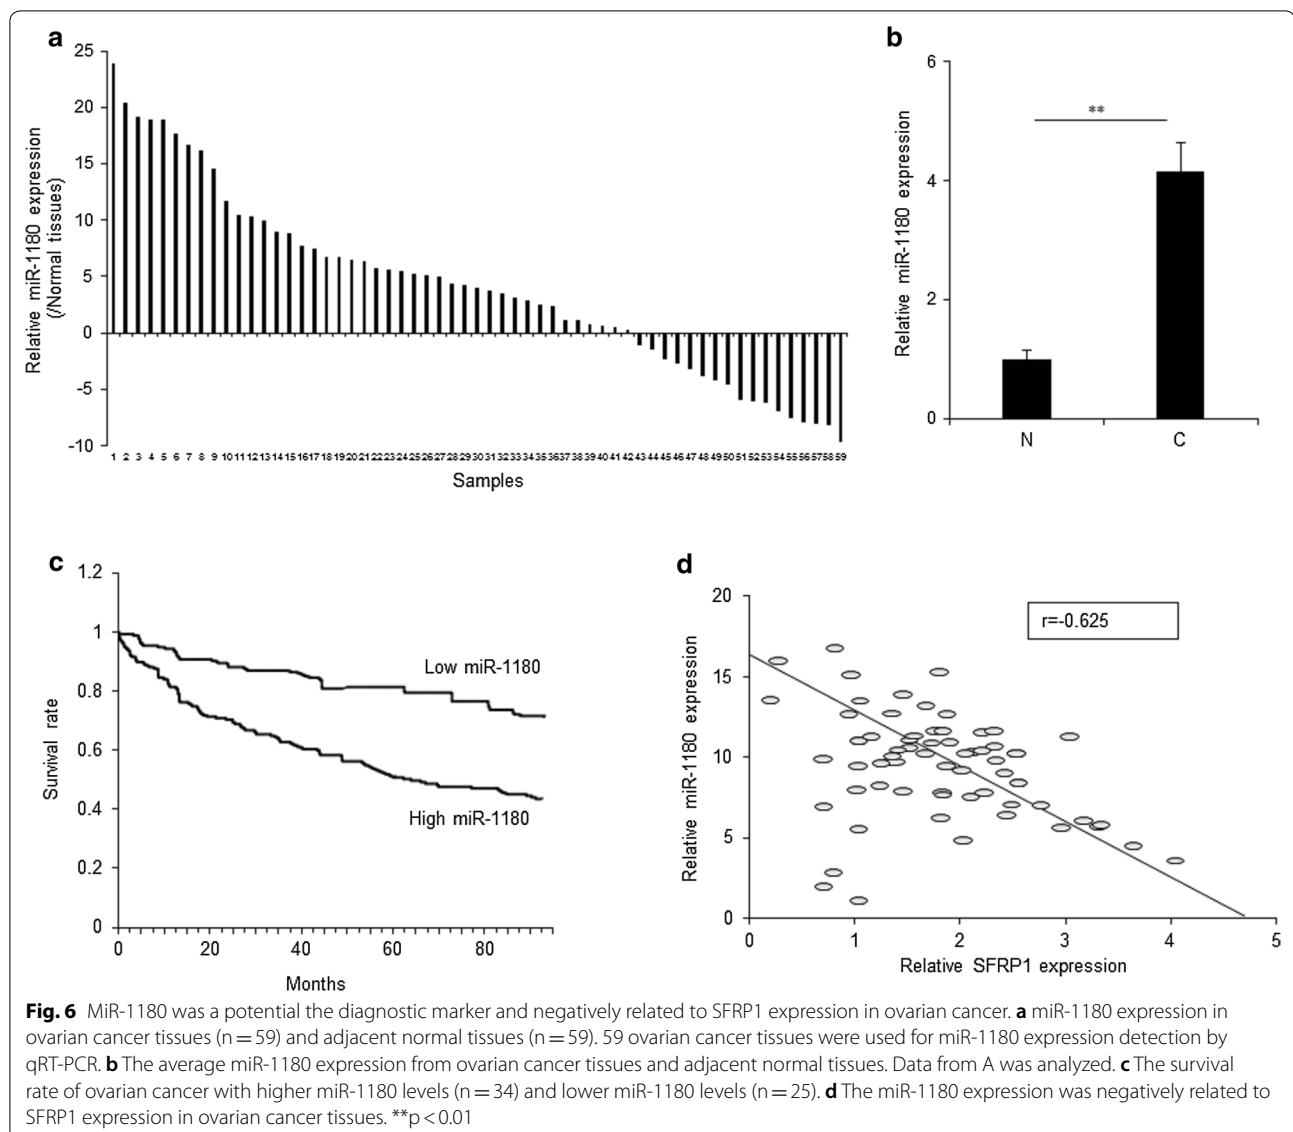 a
25
20
15
10
5
0
-5
-10
Relative miR-1180 expression
(/Normal tissues)
1 2 3 4 5 6 7 8 9 10 11 12 13 14 15 16 17 18 19 20 21 22 23 24 25 26 27 28 29 30 31 32 33 34 35 36 37 38 39 40 41 42 43 44 45 46 47 48 49 50 51 52 53 54 55 56 57 58 59
Samples
b
6
4
2
0
Relative miR-1180 expression
**
N C
c
1.2
1
0.8
0.6
0.4
0.2
0
Survival rate
Low miR-1180
High miR-1180
0 20 40 60 80
Months
d
20
15
10
5
0
Relative miR-1180 expression
r=-0.625
0 1 2 3 4 5
Relative SFRP1 expression
Fig. 6 MiR-1180 was a potential the diagnostic marker and negatively related to SFRP1 expression in ovarian cancer. a miR-1180 expression in
ovarian cancer tissues (n = 59) and adjacent normal tissues (n = 59). 59 ovarian cancer tissues were used for miR-1180 expression detection by
qRT-PCR. b The average miR-1180 expression from ovarian cancer tissues and adjacent normal tissues. Data from A was analyzed. c The survival
rate of ovarian cancer with higher miR-1180 levels (n = 34) and lower miR-1180 levels (n = 25). d The miR-1180 expression was negatively related to
SFRP1 expression in ovarian cancer tissues. **p < 0.01